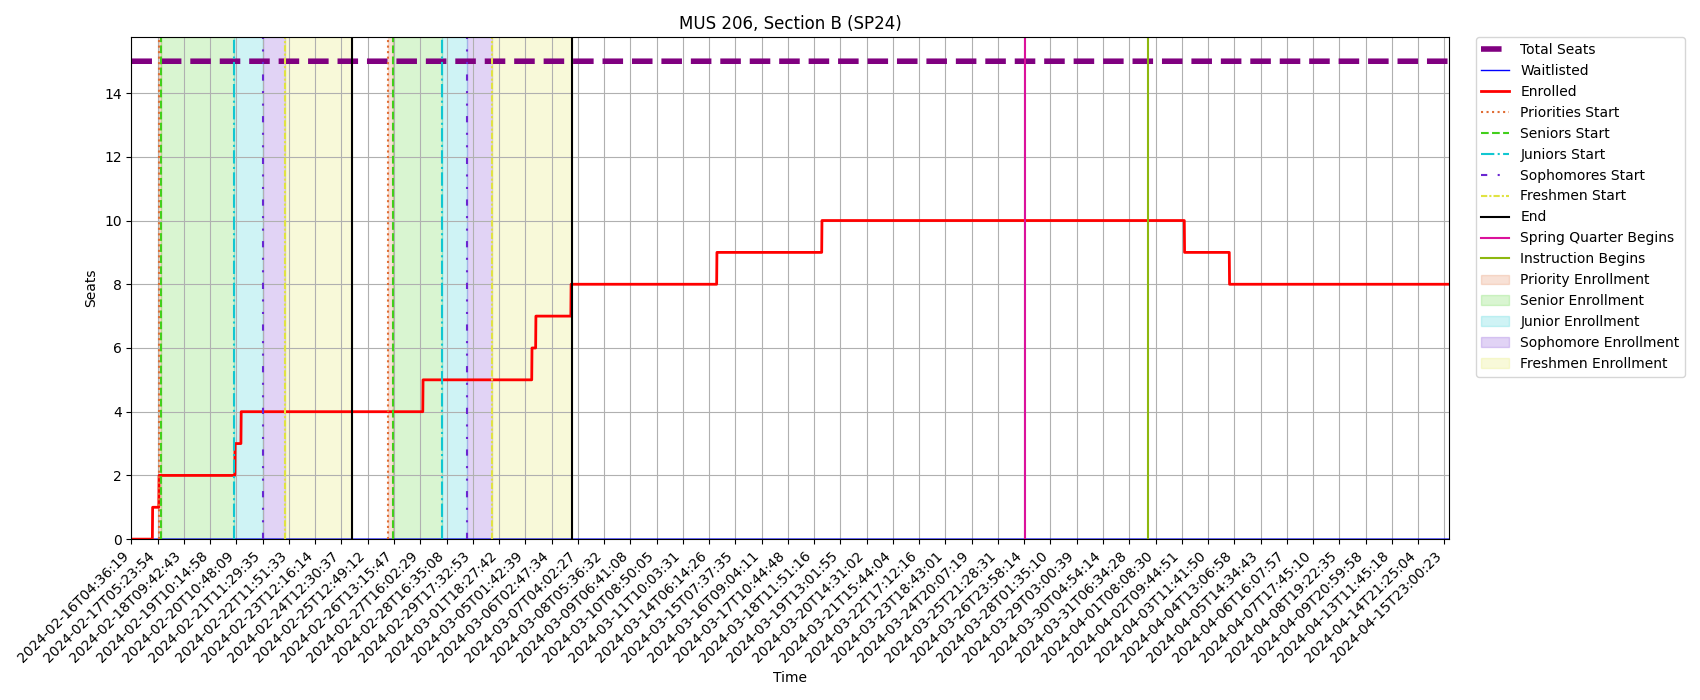 MUS 206, Section B (SP24)
Seats
14
12
10
8
6
4
2
0
2024-02-16T04:36:19
2024-02-17T05:23:54
2024-02-18T09:42:43
2024-02-19T10:14:58
2024-02-20T10:48:09
2024-02-21T11:29:35
2024-02-22T11:51:33
2024-02-23T12:16:14
2024-02-24T12:30:37
2024-02-25T12:49:12
2024-02-26T13:15:47
2024-02-27T16:02:29
2024-02-28T16:35:08
2024-02-29T17:32:53
2024-03-01T18:27:42
2024-03-05T01:42:39
2024-03-06T02:47:34
2024-03-07T04:02:27
2024-03-08T05:36:32
2024-03-09T06:41:08
2024-03-10T08:50:05
2024-03-11T10:03:31
2024-03-14T06:14:26
2024-03-15T07:37:35
2024-03-16T09:04:11
2024-03-17T10:44:48
2024-03-18T11:51:16
2024-03-19T13:01:55
2024-03-20T14:31:02
2024-03-21T15:44:04
2024-03-22T17:12:16
2024-03-23T18:43:01
2024-03-24T20:07:19
2024-03-25T21:28:31
2024-03-26T23:58:14
2024-03-28T01:35:10
2024-03-29T03:00:39
2024-03-30T04:54:14
2024-03-31T06:34:28
2024-04-01T08:08:30
2024-04-02T09:44:51
2024-04-03T11:41:50
2024-04-04T13:06:58
2024-04-05T14:34:43
2024-04-06T16:07:57
2024-04-07T17:45:10
2024-04-08T19:22:35
2024-04-09T20:59:58
2024-04-13T11:45:18
2024-04-14T21:25:04
2024-04-15T23:00:23
Time
Total Seats
Waitlisted
Enrolled
Priorities Start
Seniors Start
Juniors Start
Sophomores Start
Freshmen Start
End
Spring Quarter Begins
Instruction Begins
Priority Enrollment
Senior Enrollment
Junior Enrollment
Sophomore Enrollment
Freshmen Enrollment